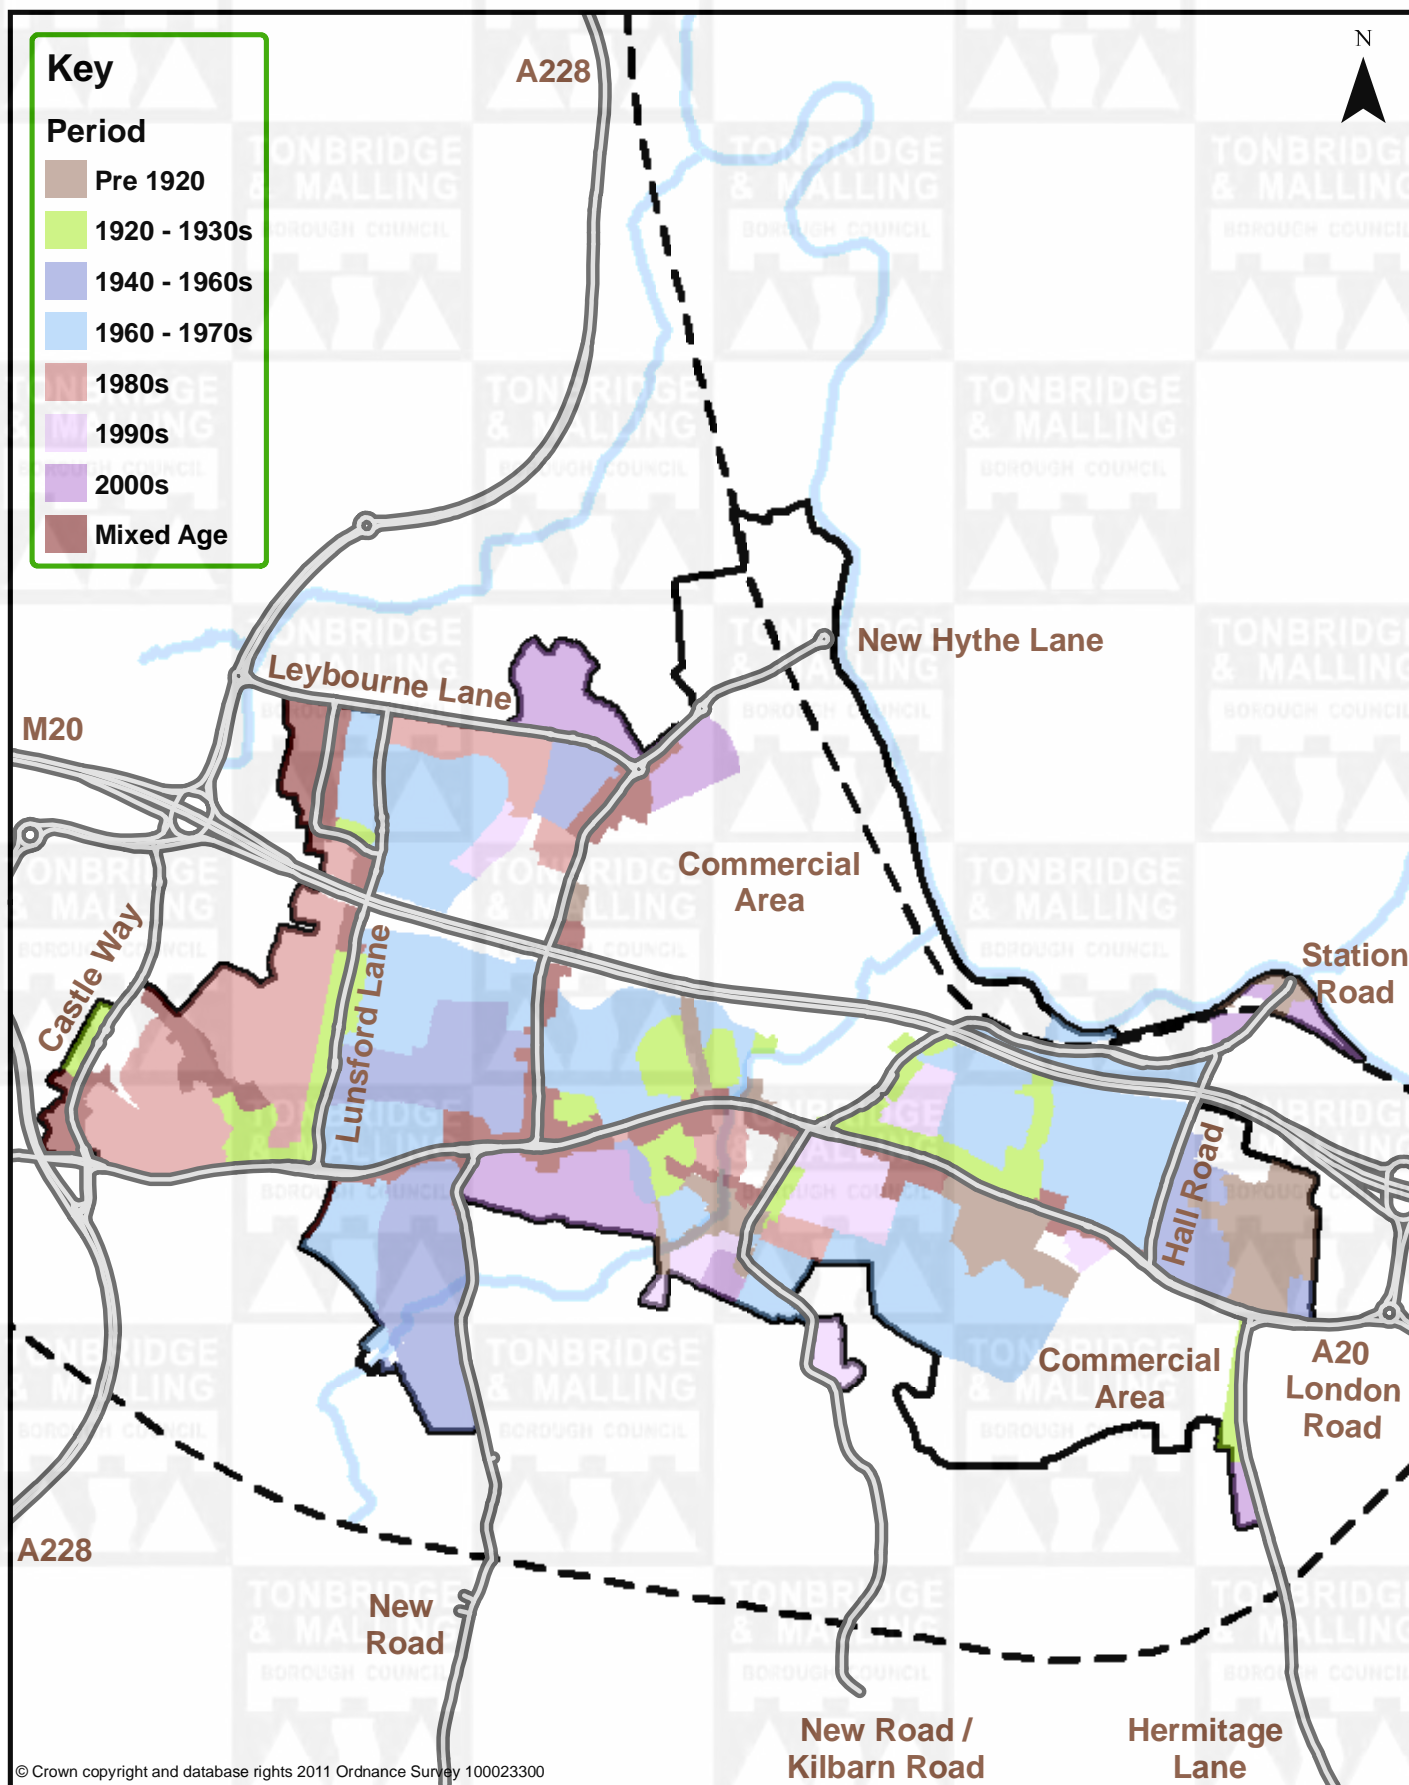 Key
Period
Pre 1920
1920 - 1930s
1940 - 1960s
1960 - 1970s
1980s
1990s
2000s
Mixed Age
A228
N
New Hythe Lane
Leybourne Lane
M20
Commercial
Area
Castle Way
Lunsford Lane
Station
Road
Hall Road
Commercial
Area
A20
London
Road
A228
New
Road
New Road /
Kilbarn Road
Hermitage
Lane
© Crown copyright and database rights 2011 Ordnance Survey 100023300
TONBRIDGE
& MALLING
BOROUGH COUNCIL